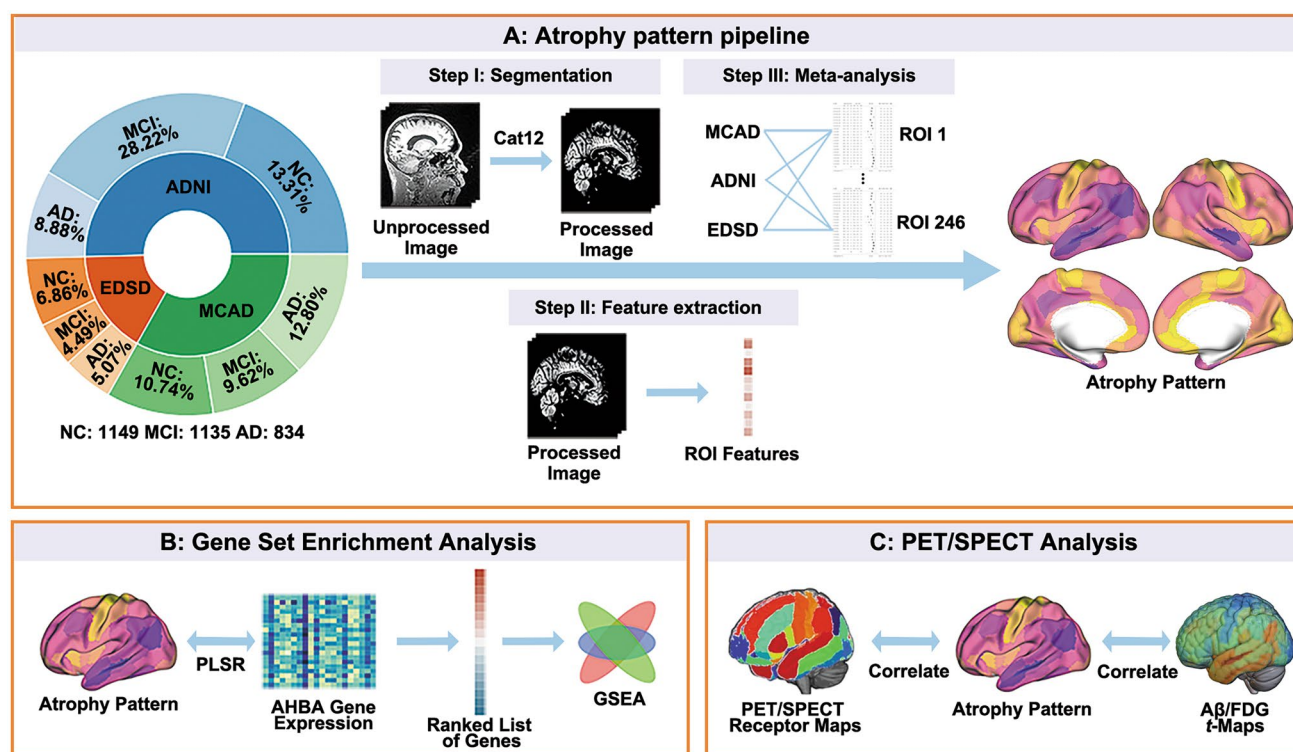 A: Atrophy pattern pipeline
MCI:
28.22%
NC:
13.31%
ADNI
AD:
8.88%
NC:
6.86%
EDSD
MCI:
4.49%
AD:
5.07%
MCAD
AD:
12.80%
NC:
10.74%
MCI:
9.62%
NC: 1149 MCI: 1135 AD: 834
Step I: Segmentation
Cat12
Unprocessed
Image
Processed
Image
Step II: Feature extraction
Processed
Image
ROI Features
Step III: Meta-analysis
MCAD
ADNI
EDSD
ROI 1
ROI 246
Atrophy Pattern
B: Gene Set Enrichment Analysis
Atrophy Pattern
PLSR
AHBA Gene
Expression
Ranked List
of Genes
GSEA
C: PET/SPECT Analysis
PET/SPECT
Receptor Maps
Correlate
Atrophy Pattern
Correlate
Aβ/FDG
t-Maps